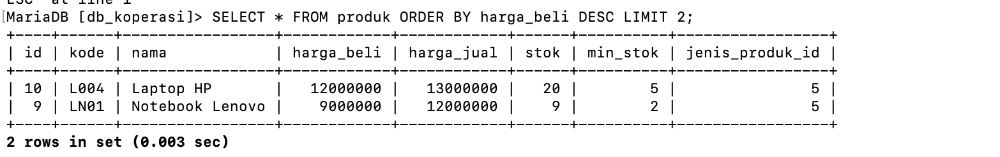 ESC' at line 1
MariaDB [db_koperasi]> SELECT * FROM produk ORDER BY harga_beli DESC LIMIT 2;
+----+------+-----------------+------------+------------+------+----------+-----------------+
| id | kode | nama            | harga_beli | harga_jual | stok | min_stok | jenis_produk_id |
+----+------+-----------------+------------+------------+------+----------+-----------------+
| 10 | L004 | Laptop HP       |   12000000 |   13000000 |   20 |        5 |               5 |
|  9 | LN01 | Notebook Lenovo |    9000000 |   12000000 |    9 |        2 |               5 |
+----+------+-----------------+------------+------------+------+----------+-----------------+
2 rows in set (0.003 sec)